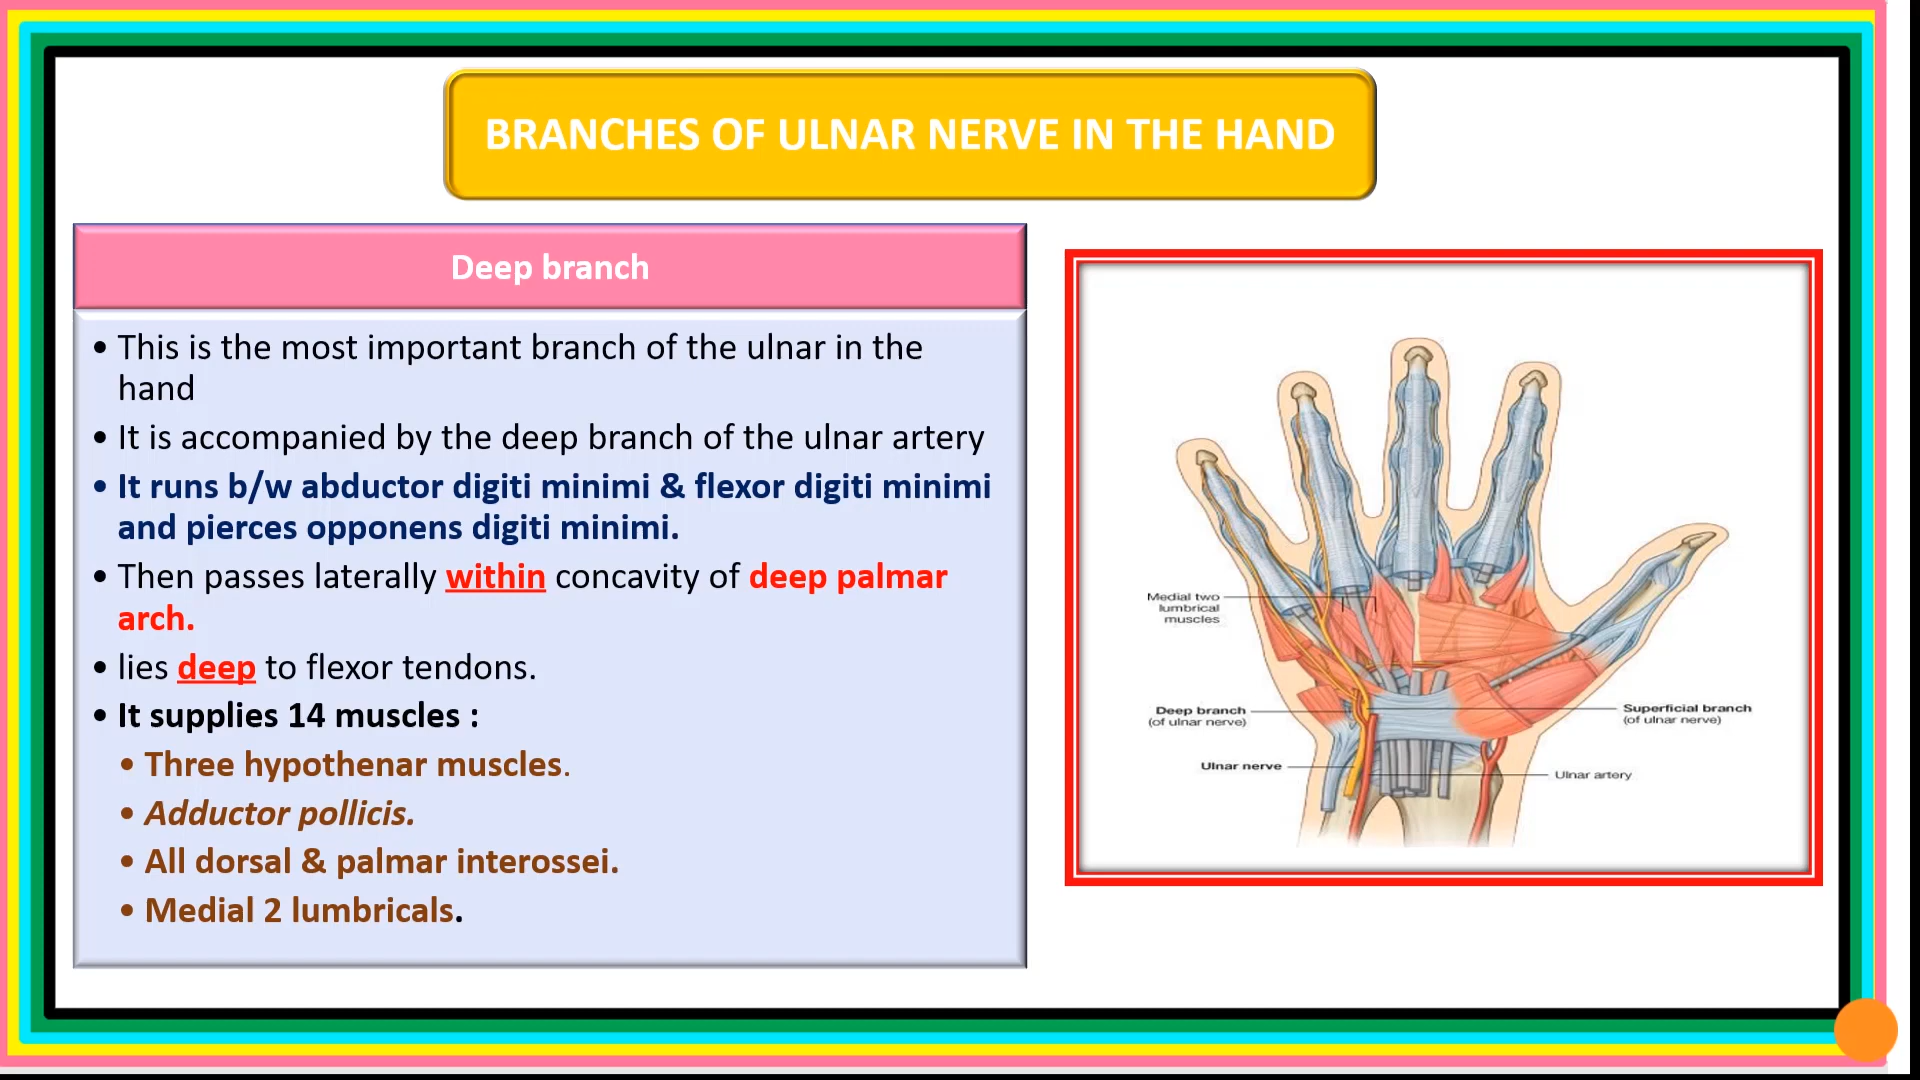 BRANCHES OF ULNAR NERVE IN THE HAND
Deep branch
• This is the most important branch of the ulnar in the
hand
• It is accompanied by the deep branch of the ulnar artery
• It runs b/w abductor digiti minimi & flexor digiti minimi
and pierces opponens digiti minimi.
• Then passes laterally within concavity of deep palmar
arch.
• lies deep to flexor tendons.
• It supplies 14 muscles :
• Three hypothenar muscles.
• Adductor pollicis.
• All dorsal & palmar interossei.
• Medial 2 lumbricals.
Medial two
lumbrical
muscles
Deep branch
(of ulnar nerve)
Ulnar nerve
Superficial branch
(of ulnar nerve)
Ulnar artery